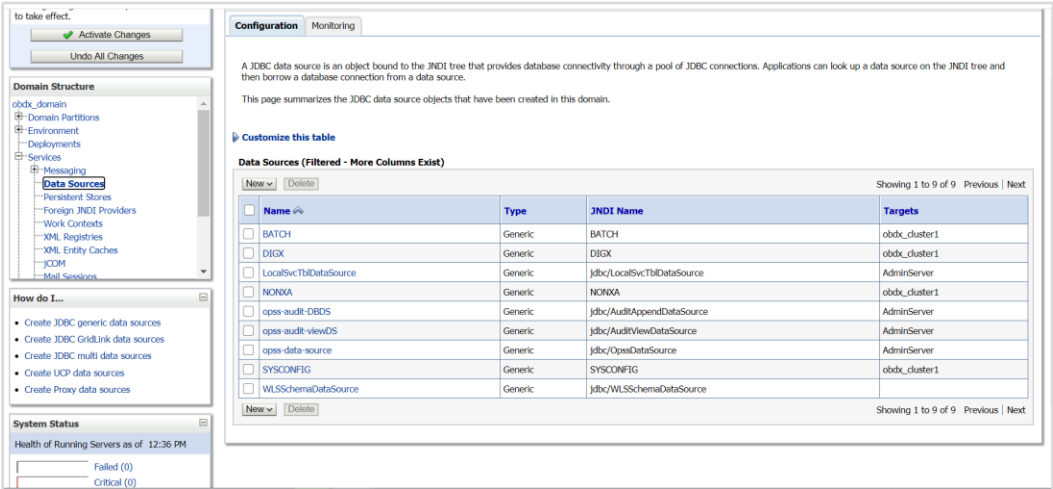 to take effect.
Activate Changes
Undo All Changes
Domain Structure
obdx_domain
Domain Partitions
Environment
Deployments
Services
Messaging
Data Sources
Persistent Stores
Foreign JNDI Providers
Work Contexts
XML Registries
XML Entity Caches
jCOM
Mail Sessions
How do I...
Create JDBC generic data sources
Create JDBC GridLink data sources
Create JDBC multi data sources
Create UCP data sources
Create Proxy data sources
System Status
Health of Running Servers as of 12:36 PM
Failed (0)
Critical (0)
Configuration Monitoring
A JDBC data source is an object bound to the JNDI tree that provides database connectivity through a pool of JDBC connections. Applications can look up a data source on the JNDI tree and
then borrow a database connection from a data source.
This page summarizes the JDBC data source objects that have been created in this domain.
Customize this table
Data Sources (Filtered - More Columns Exist)
New Delete Showing 1 to 9 of 9 Previous | Next
Name Type JNDI Name Targets
BATCH Generic BATCH obdx_cluster1
DIGX Generic DIGX obdx_cluster1
LocalSvcTblDataSource Generic jdbc/LocalSvcTblDataSource AdminServer
NONXA Generic NONXA obdx_cluster1
opss-audit-DBDS Generic jdbc/AuditAppendDataSource AdminServer
opss-audit-viewDS Generic jdbc/AuditViewDataSource AdminServer
opss-data-source Generic jdbc/OpssDataSource AdminServer
SYSCONFIG Generic SYSCONFIG obdx_cluster1
WLSSchemaDataSource Generic jdbc/WLSSchemaDataSource
New Delete Showing 1 to 9 of 9 Previous | Next